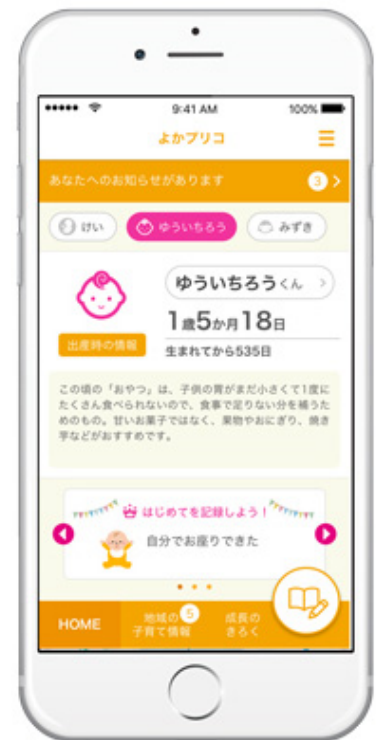 9:41 AM
100%
よかプリコ
あなたへのお知らせがあります
3
けい
ゆういちろう
みずき
ゆういちろうくん
1歳5か月18日
出産時の情報
生まれてから535日
この頃の「おやつ」は、子供の胃がまだ小さくて1度に
たくさん食べられないので、食事で足りない分を補うた
めのもの。甘いお菓子ではなく、果物やおにぎり、焼き
芋などがおすすめです。
はじめてを記録しよう!
自分でお座りできた
HOME
地域の
子育て情報
5
成長の
きろく